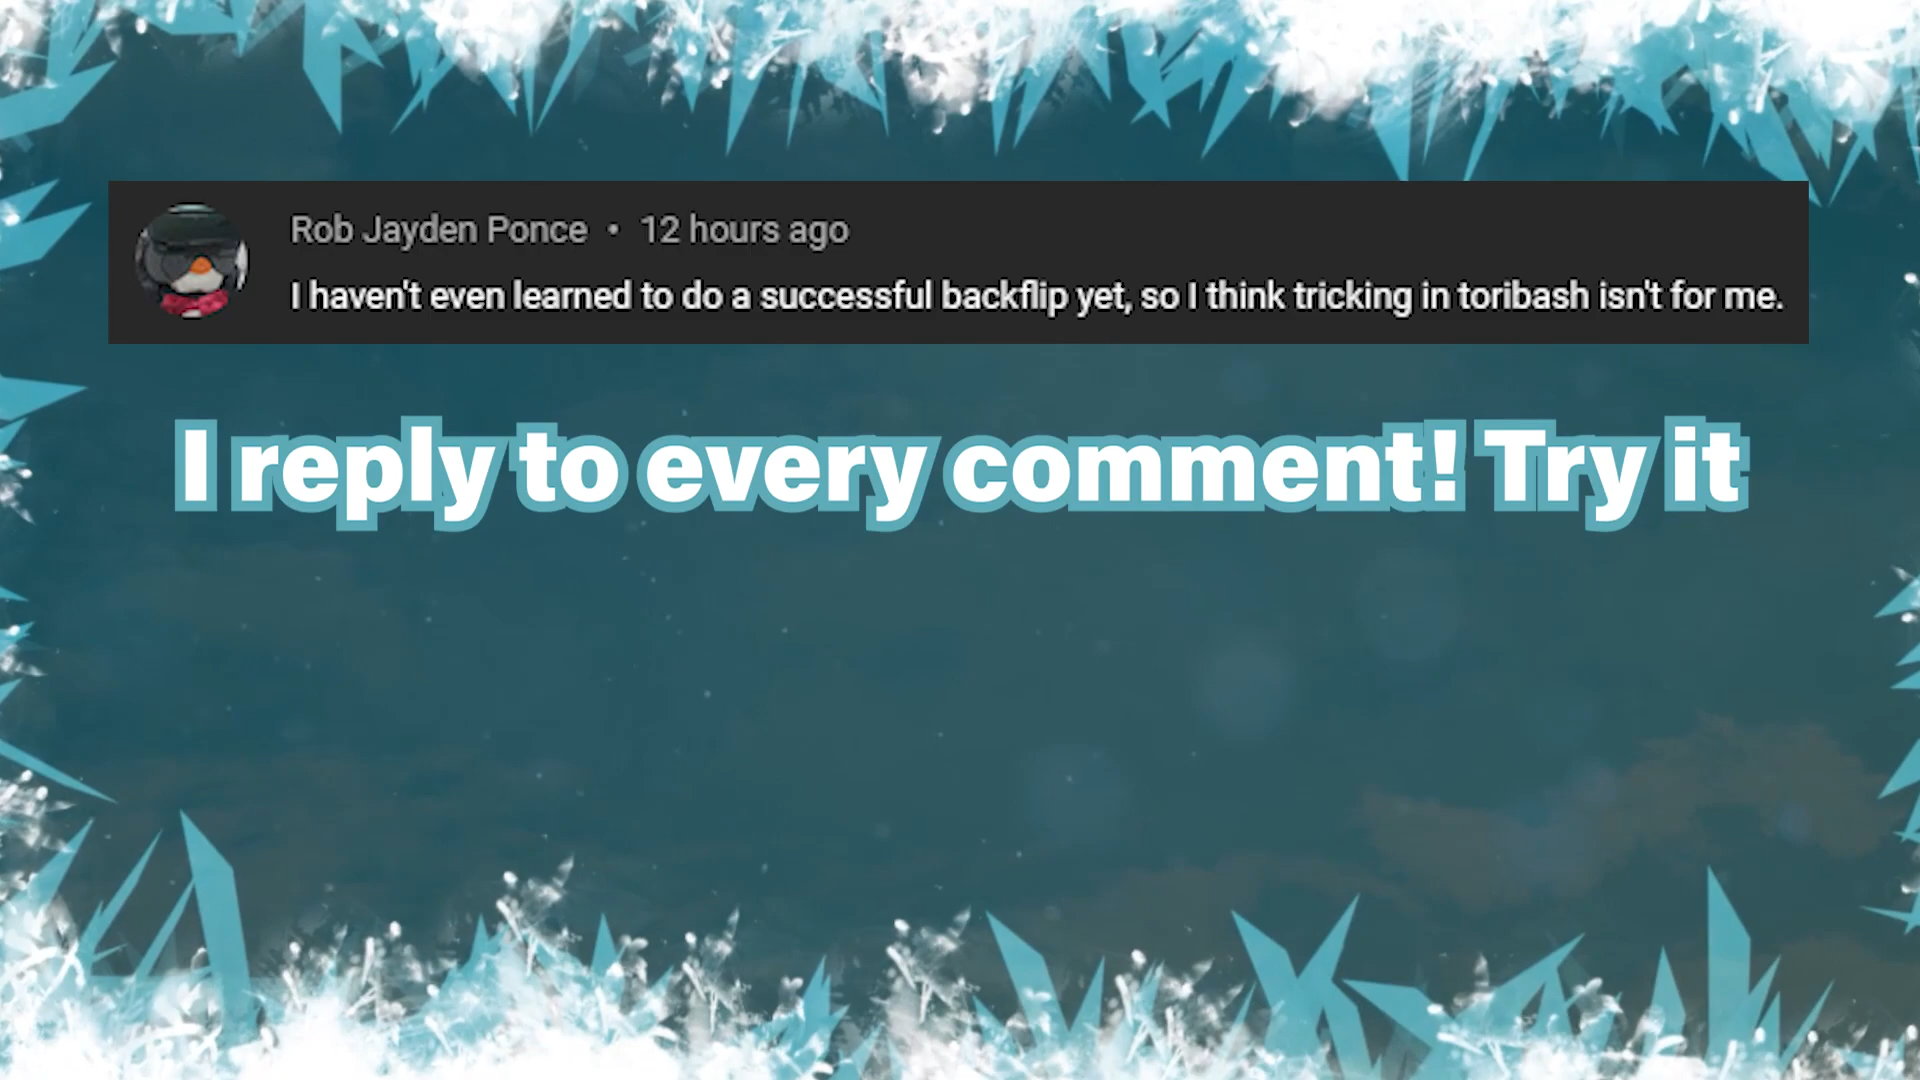 Rob Jayden Ponce • 12 hours ago
I haven't even learned to do a successful backflip yet, so I think tricking in toribash isn't for me.
I reply to every comment! Try it